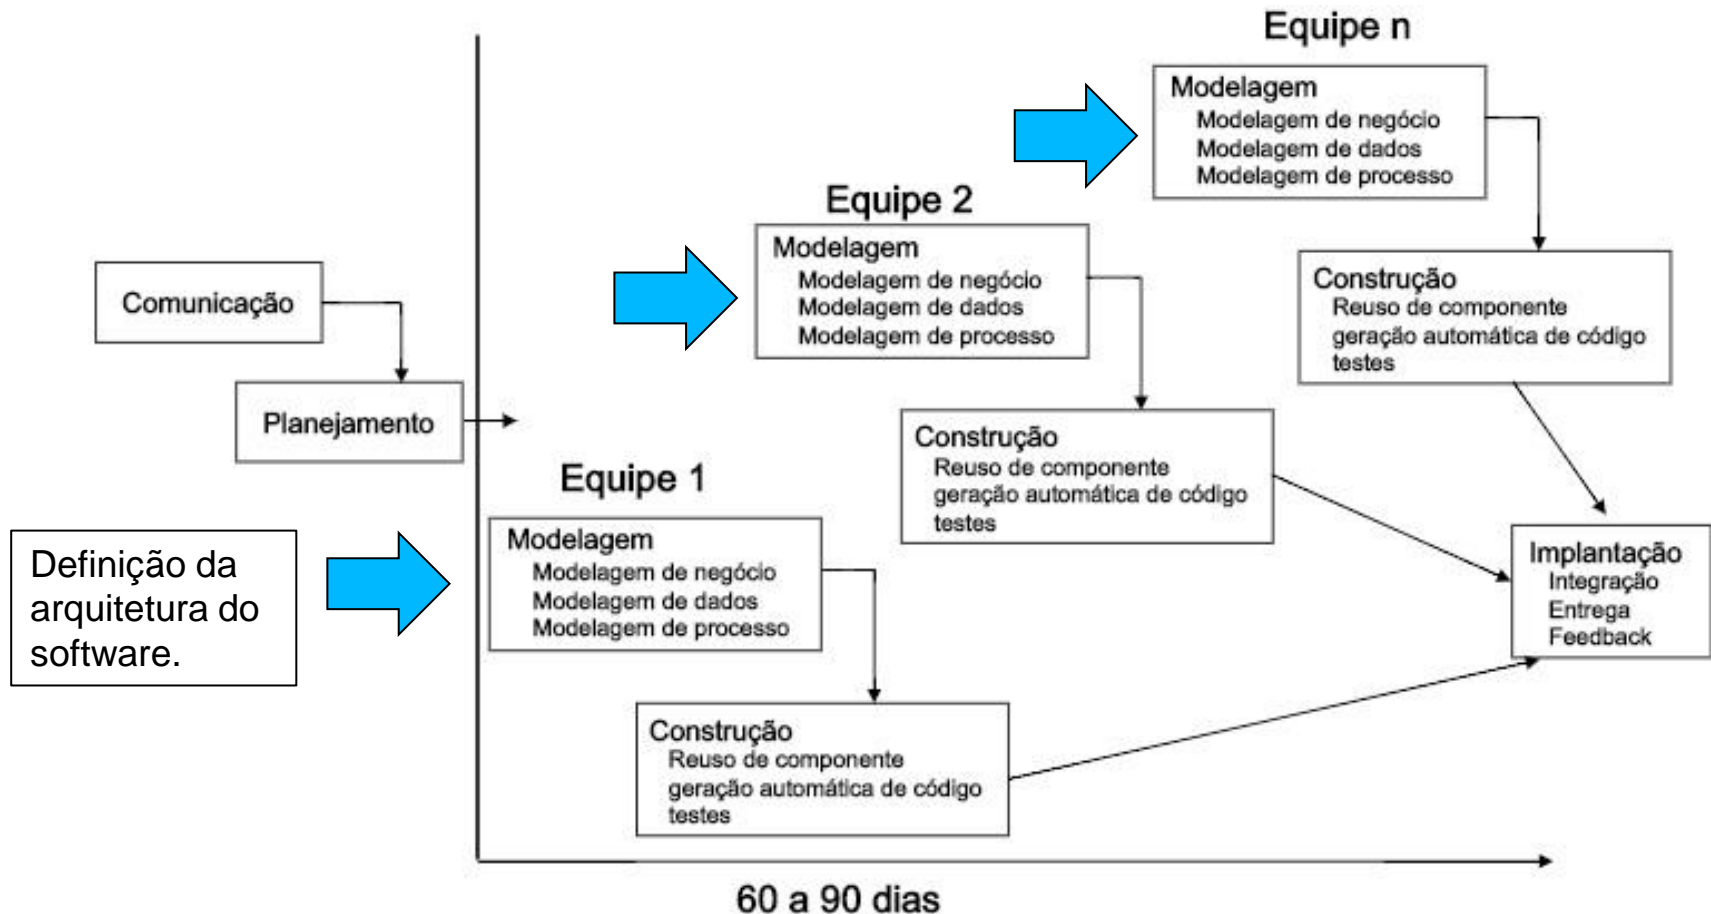 Equipe n
Modelagem
Modelagem de negócio
Modelagem de dados
Modelagem de processo
Construção
Reuso de componente
geração automática de código
testes
Equipe 2
Modelagem
Modelagem de negócio
Modelagem de dados
Modelagem de processo
Construção
Reuso de componente
geração automática de código
testes
Comunicação
Planejamento
Equipe 1
Modelagem
Modelagem de negócio
Modelagem de dados
Modelagem de processo
Construção
Reuso de componente
geração automática de código
testes
Definição da
arquitetura do
software.
Implantação
Integração
Entrega
Feedback
60 a 90 dias